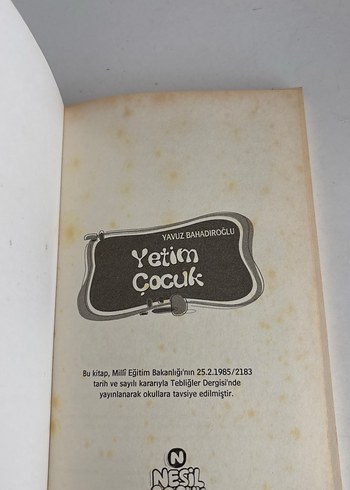 YAVUZ BAHADIROĞLU
Yetim
Çocuk
Bu kitap, Millî Eğitim Bakanlığı'nın 25.2.1985/2183
tarih ve sayılı kararıyla Tebliğler Dergisi'nde
yayınlanarak okullara tavsiye edilmiştir.
N
NESİL